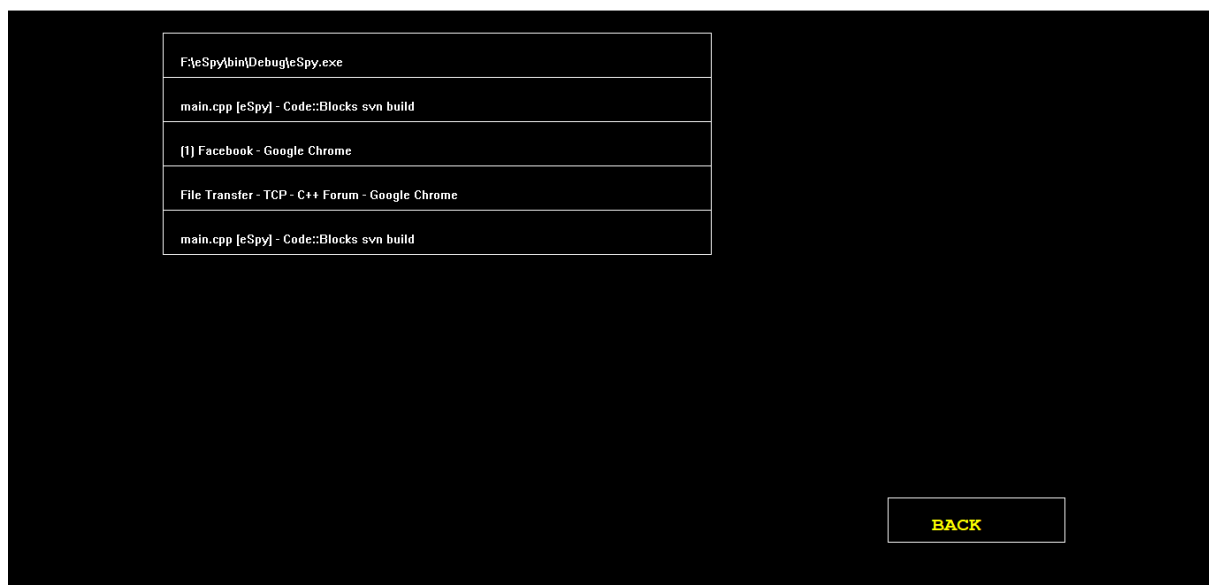 F:\eSpy\bin\Debug\eSpy.exe
main.cpp [eSpy] - Code::Blocks svn build
(1) Facebook - Google Chrome
File Transfer - TCP - C++ Forum - Google Chrome
main.cpp [eSpy] - Code::Blocks svn build
BACK